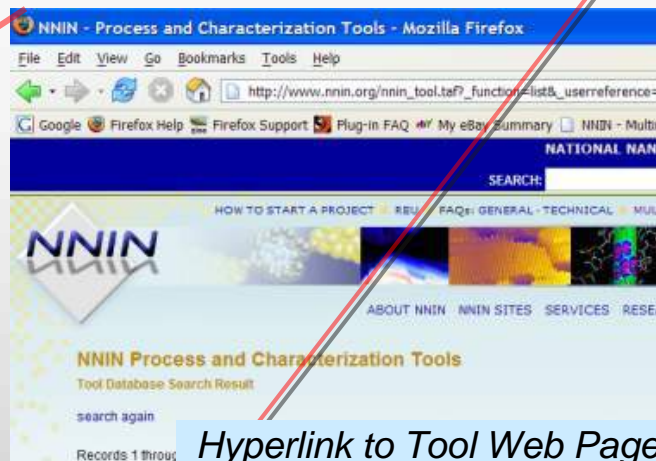 NNIN - Process and Characterization Tools - Mozilla Firefox
File Edit View Go Bookmarks Tools Help
http://www.nnin.org/nnin_tool.taf?_function=list&_userreference=
Google Firefox Help Firefox Support Plug-in FAQ My eBay Summary NNIN - Multi
NATIONAL NAN
SEARCH:
HOW TO START A PROJECT REU FAQs: GENERAL - TECHNICAL MUL
NNIN
ABOUT NNIN NNIN SITES SERVICES RESEA
NNIN Process and Characterization Tools
Tool Database Search Result
search again
Records 1 throug
Hyperlink to Tool Web Page